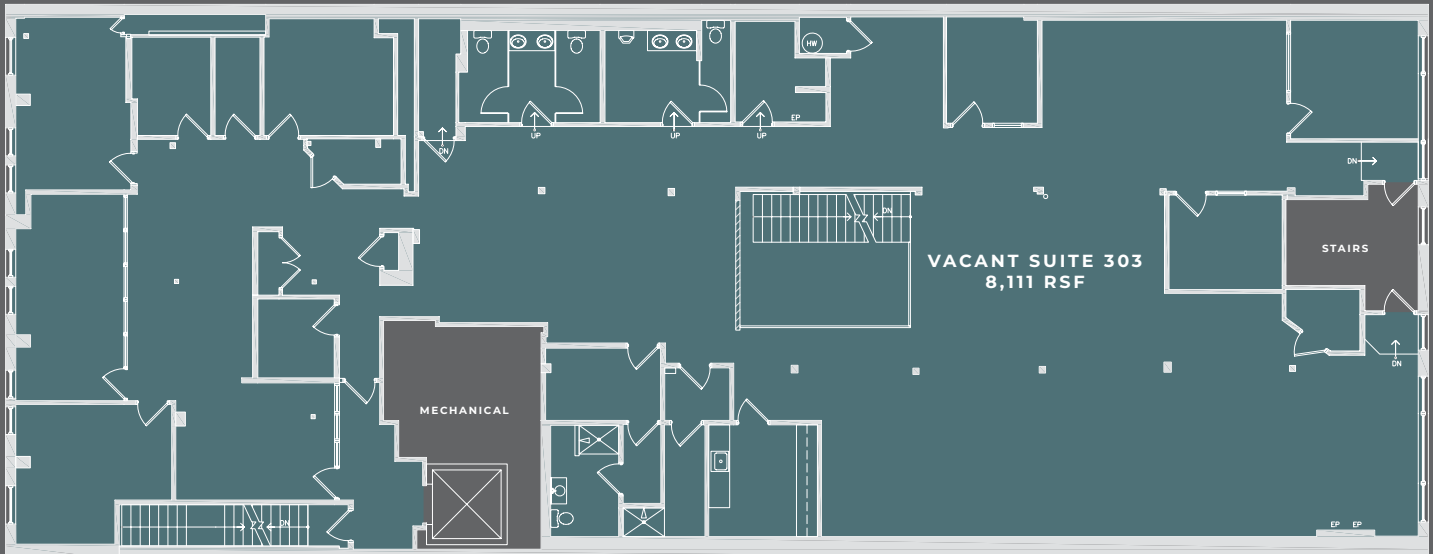 HW
EP
UP
UP
UP
DN
DN
DN
VACANT SUITE 303
8,111 RSF
STAIRS
DN
MECHANICAL
DN
EP EP